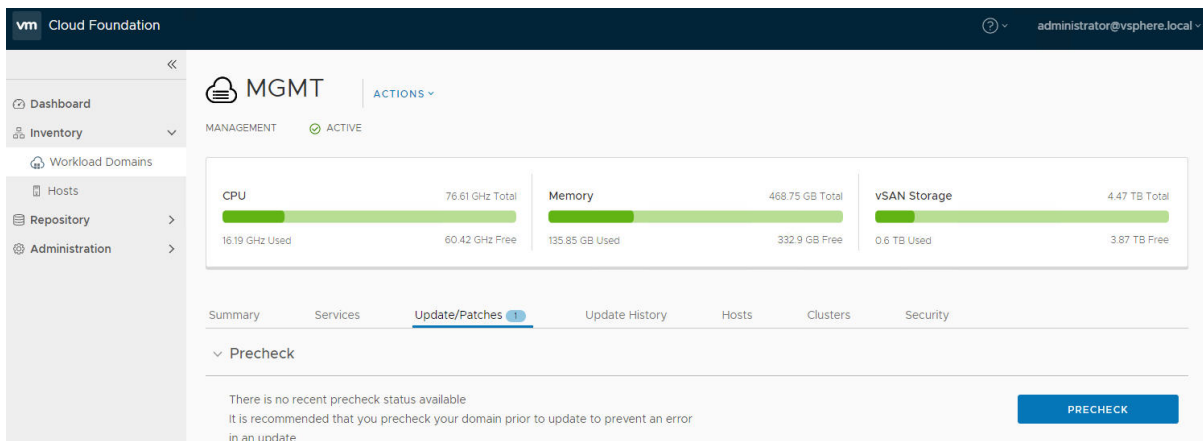 vm Cloud Foundation
administrator@vsphere.local
Dashboard
Inventory
Workload Domains
Hosts
Repository
Administration
MGMT
ACTIONS
MANAGEMENT
ACTIVE
CPU
76.61 GHz Total
16.19 GHz Used
60.42 GHz Free
Memory
468.75 GB Total
135.85 GB Used
332.9 GB Free
vSAN Storage
4.47 TB Total
0.6 TB Used
3.87 TB Free
Summary
Services
Update/Patches 1
Update History
Hosts
Clusters
Security
Precheck
There is no recent precheck status available
It is recommended that you precheck your domain prior to update to prevent an error
in an update
PRECHECK